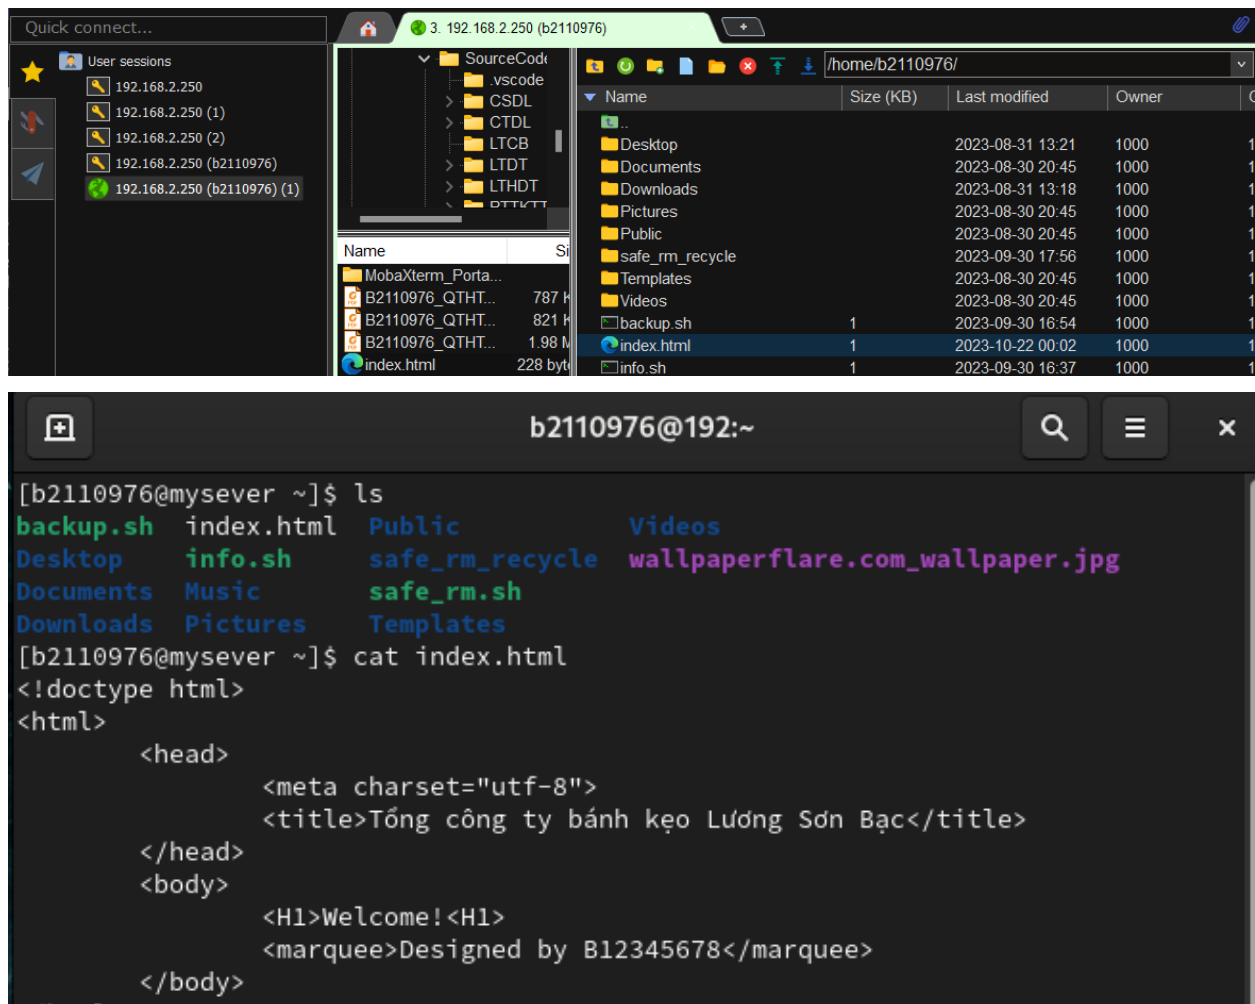 Quick connect...
3. 192.168.2.250 (b2110976)
User sessions
192.168.2.250
192.168.2.250 (1)
192.168.2.250 (2)
192.168.2.250 (b2110976)
192.168.2.250 (b2110976) (1)
SourceCode
.vscode
CSDL
CTDL
LTCB
LTDT
LTHDT
Name
MobaXterm_Porta...
B2110976_QTHT... 787
B2110976_QTHT... 821
B2110976_QTHT... 1.98
index.html 228
/home/b2110976/
Name Size (KB) Last modified Owner
..
Desktop 2023-08-31 13:21 1000
Documents 2023-08-30 20:45 1000
Downloads 2023-08-31 13:18 1000
Pictures 2023-08-30 20:45 1000
Public 2023-08-30 20:45 1000
safe_rm_recycle 2023-09-30 17:56 1000
Templates 2023-08-30 20:45 1000
Videos 2023-08-30 20:45 1000
backup.sh 1 2023-09-30 16:54 1000
index.html 1 2023-10-22 00:02 1000
info.sh 1 2023-09-30 16:37 1000
b2110976@192:~
[b2110976@mysever ~]$ ls
backup.sh index.html Public Videos
Desktop info.sh safe_rm_recycle wallpaperflare.com_wallpaper.jpg
Documents Music safe_rm.sh
Downloads Pictures Templates
[b2110976@mysever ~]$ cat index.html
<!doctype html>
<html>
<head>
<meta charset="utf-8">
<title>Tổng công ty bánh kẹo Lương Sơn Bạc</title>
</head>
<body>
<H1>Welcome!<H1>
<marquee>Designed by B12345678</marquee>
</body>